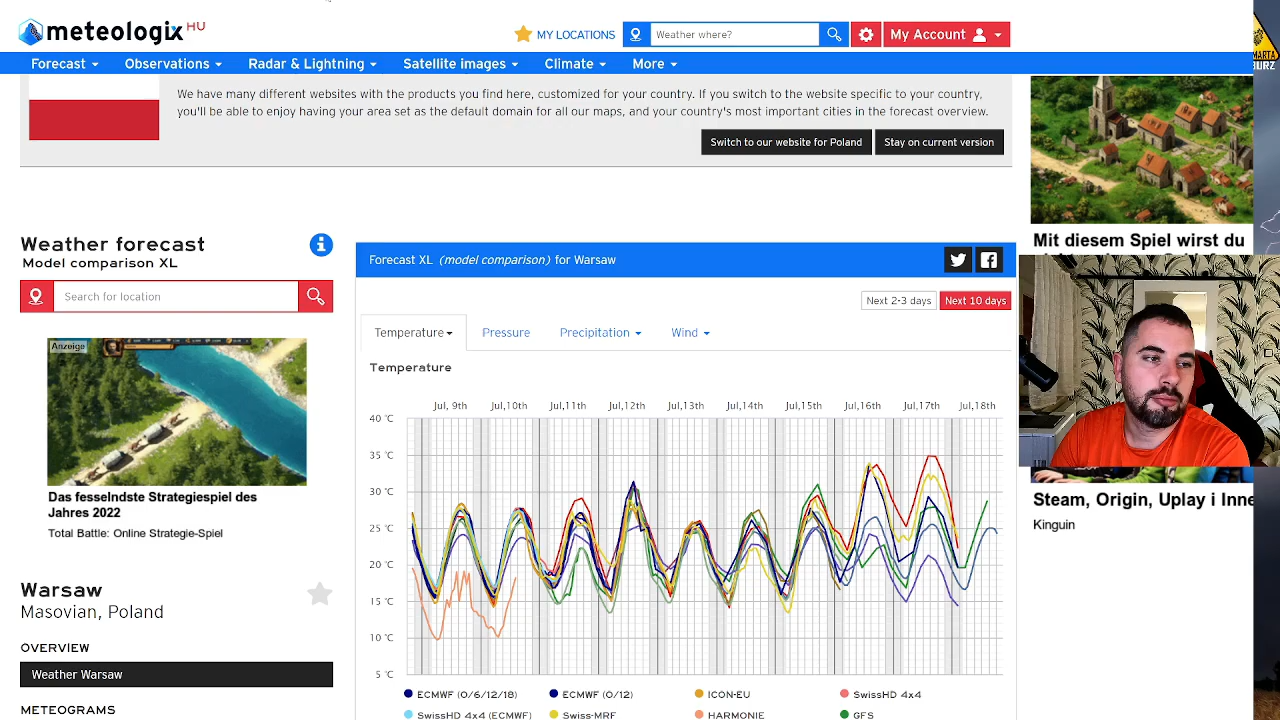 meteologix HU
MY LOCATIONS
Weather where?
My Account
Forecast
Observations
Radar & Lightning
Satellite images
Climate
More
We have many different websites with the products you find here, customized for your country. If you switch to the website specific to your country,
you'll be able to enjoy having your area set as the default domain for all our maps, and your country's most important cities in the forecast overview.
Switch to our website for Poland
Stay on current version
Weather forecast
Model comparison XL
Search for location
Anzeige
Das fesselndste Strategiespiel des
Jahres 2022
Total Battle: Online Strategie-Spiel
Warsaw
Masovian, Poland
OVERVIEW
Weather Warsaw
METEOGRAMS
Forecast XL (model comparison) for Warsaw
Next 2-3 days
Next 10 days
Temperature
Pressure
Precipitation
Wind
Temperature
Jul, 9th
Jul, 10th
Jul, 11th
Jul, 12th
Jul, 13th
Jul, 14th
Jul, 15th
Jul, 16th
Jul, 17th
Jul, 18th
40 °C
35 °C
30 °C
25 °C
20 °C
15 °C
10 °C
5 °C
ECMWF (0/6/12/18)
ECMWF (0/12)
ICON-EU
SwissHD 4x4
SwissHD 4x4 (ECMWF)
Swiss-MRF
HARMONIE
GFS
Mit diesem Spiel wirst du
Steam, Origin, Uplay i Inne
Kinguin
BURZ